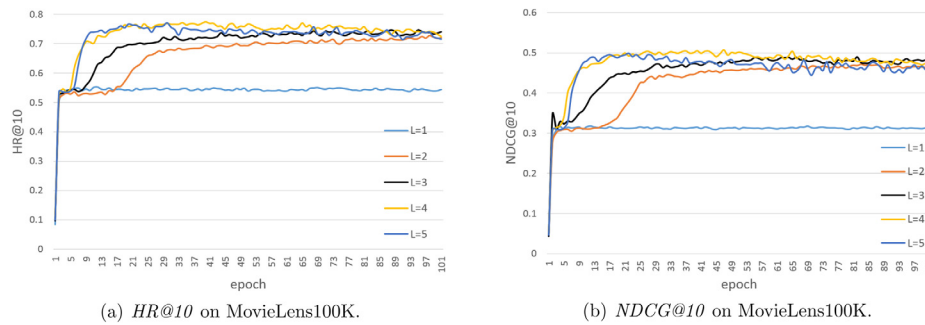 0.8
0.7
0.6
0.5
0.4
0.3
0.2
0.1
0
HR@10
1 5 9 13 17 21 25 29 33 37 41 45 49 53 57 61 65 69 73 77 81 85 89 93 97 101
epoch
L=1
L=2
L=3
L=4
L=5
(a) HR@10 on MovieLens100K.
0.6
0.5
0.4
0.3
0.2
0.1
0
NDCG@10
1 5 9 13 17 21 25 29 33 37 41 45 49 53 57 61 65 69 73 77 81 85 89 93 97
epoch
L=1
L=2
L=3
L=4
L=5
(b) NDCG@10 on MovieLens100K.